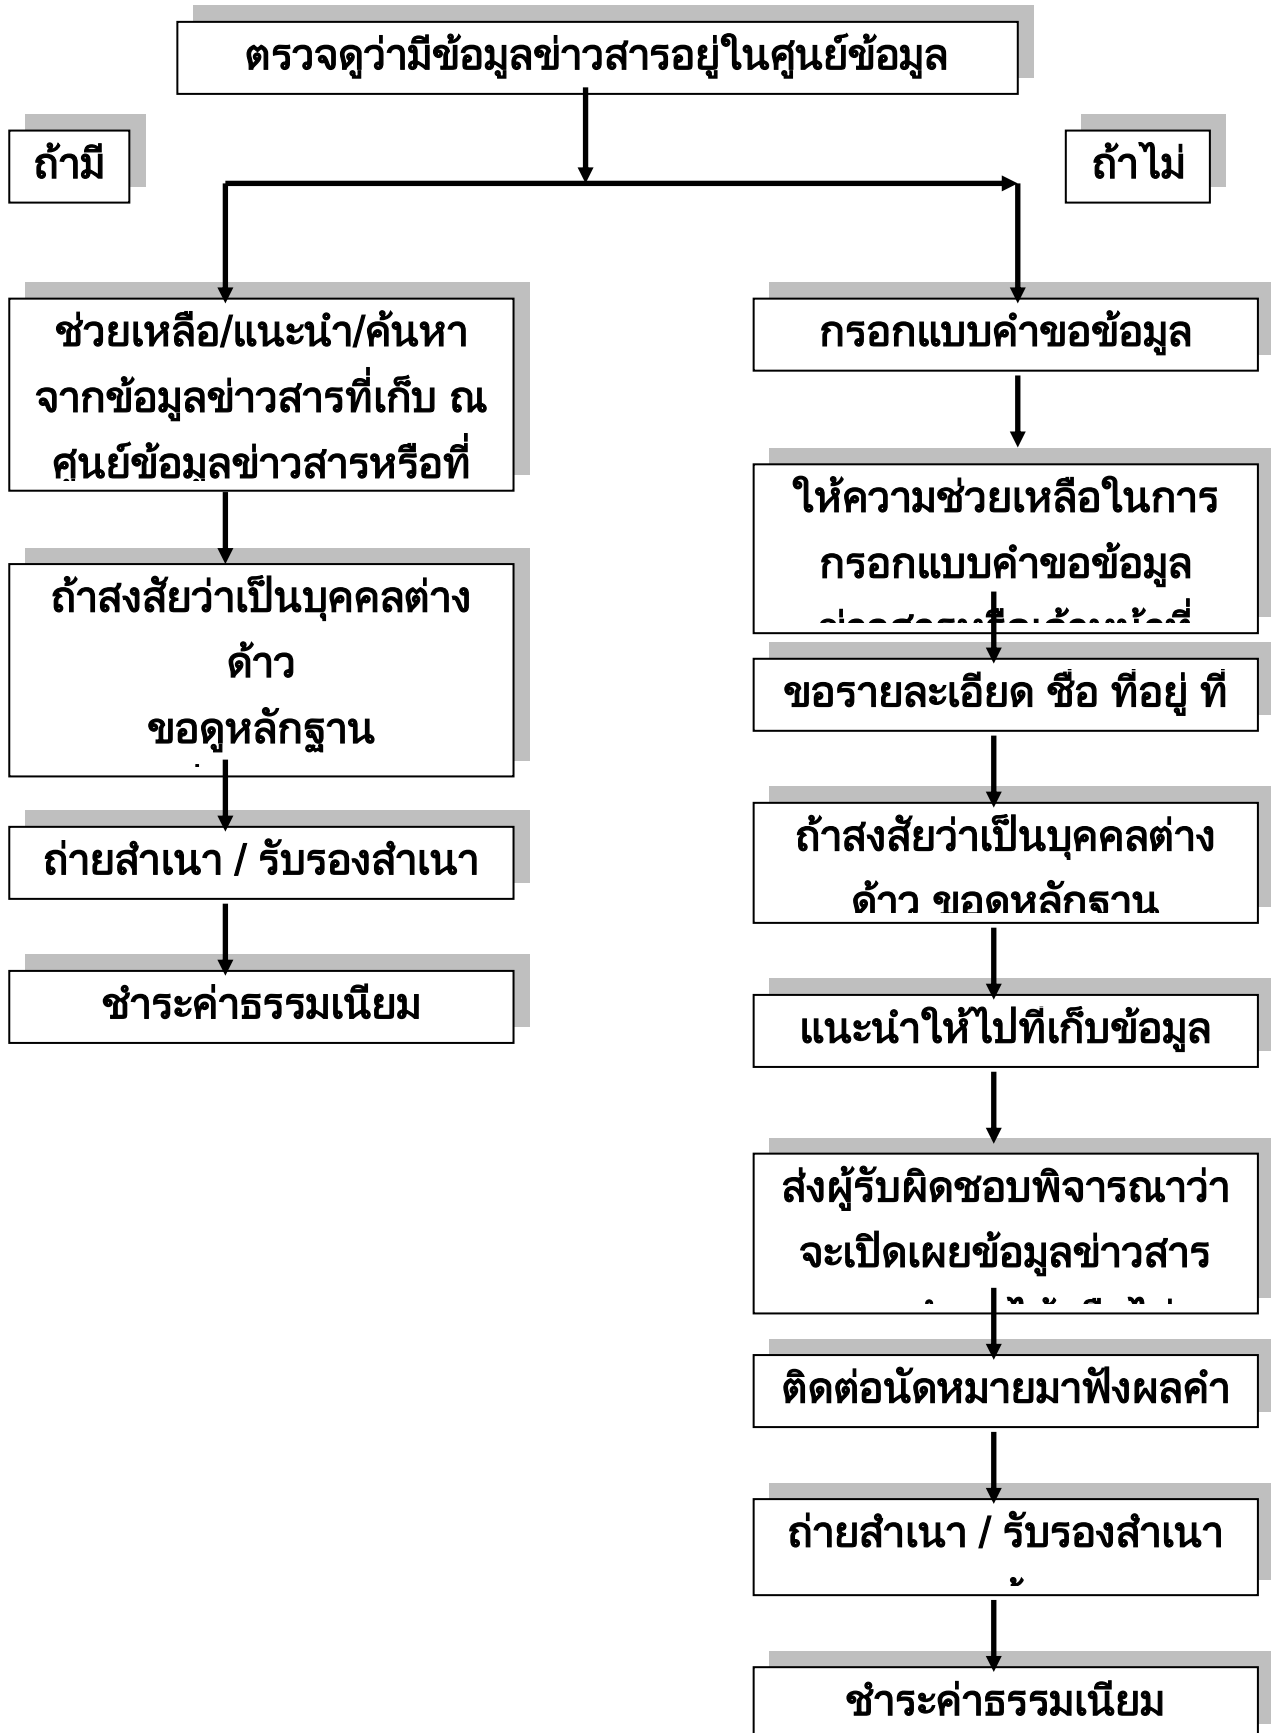 ตรวจดูว่ามีข้อมูลข่าวสารอยู่ในศูนย์ข้อมูล
ถ้ามี
ถ้าไม่
ช่วยเหลือ/แนะนำ/ค้นหา
จากข้อมูลข่าวสารที่เก็บ ณ
ศูนย์ข้อมูลข่าวสารหรือที่
ถ้าสงสัยว่าเป็นบุคคลต่าง
ด้าว
ขอดูหลักฐาน
ถ่ายสำเนา / รับรองสำเนา
ชำระค่าธรรมเนียม
กรอกแบบคำขอข้อมูล
ให้ความช่วยเหลือในการ
กรอกแบบคำขอข้อมูล
ขอรายละเอียด ชื่อ ที่อยู่ ที่
ถ้าสงสัยว่าเป็นบุคคลต่าง
ด้าว ขอดูหลักฐาน
แนะนำให้ไปที่เก็บข้อมูล
ส่งผู้รับผิดชอบพิจารณาว่า
จะเปิดเผยข้อมูลข่าวสาร
ติดต่อนัดหมายมาฟังผลคำ
ถ่ายสำเนา / รับรองสำเนา
ชำระค่าธรรมเนียม